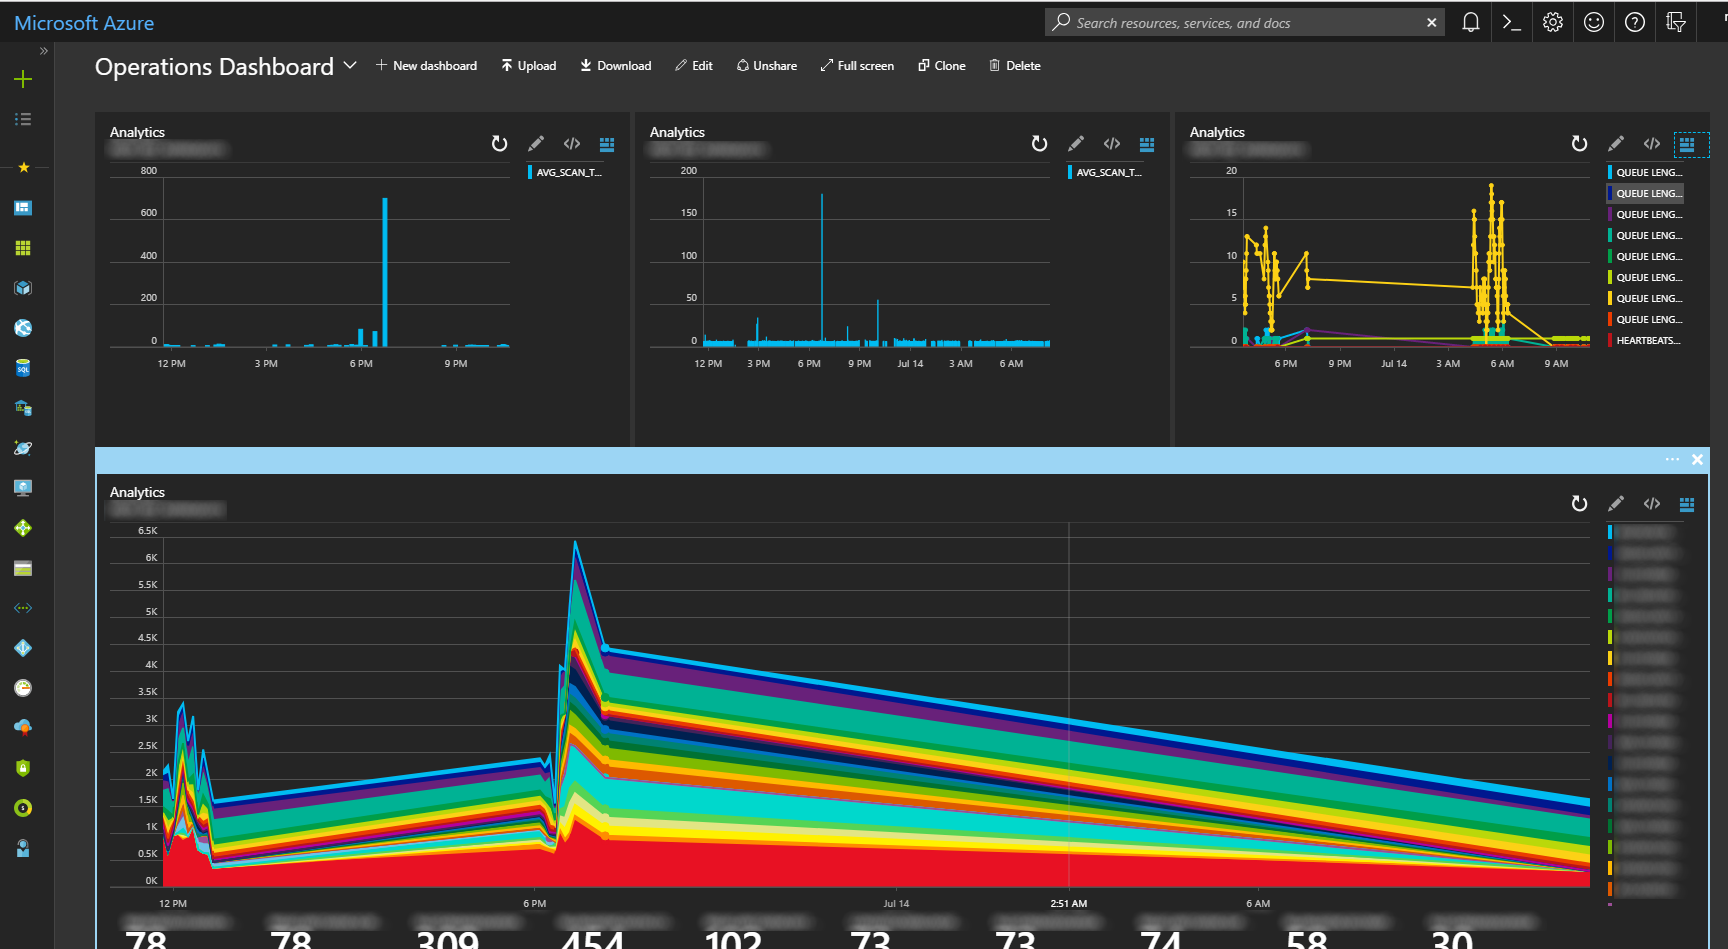 Microsoft Azure
Search resources, services, and docs
Operations Dashboard
New dashboard
Upload
Download
Edit
Unshare
Full screen
Clone
Delete
Analytics
800
600
400
200
0
12 PM 3 PM 6 PM 9 PM
AVG_SCAN_T...
Analytics
200
150
100
50
0
12 PM 3 PM 6 PM 9 PM Jul 14 3 AM 6 AM
AVG_SCAN_T...
Analytics
20
15
10
5
0
6 PM 9 PM Jul 14 3 AM 6 AM 9 AM
QUEUE LENG...
QUEUE LENG...
QUEUE LENG...
QUEUE LENG...
QUEUE LENG...
QUEUE LENG...
QUEUE LENG...
QUEUE LENG...
HEARTBEATS...
Analytics
6.5K
6K
5.5K
5K
4.5K
4K
3.5K
3K
2.5K
2K
1.5K
1K
0.5K
0K
12 PM 6 PM Jul 14 2:51 AM 6 AM
78 78 309 454 102 73 73 74 58 30